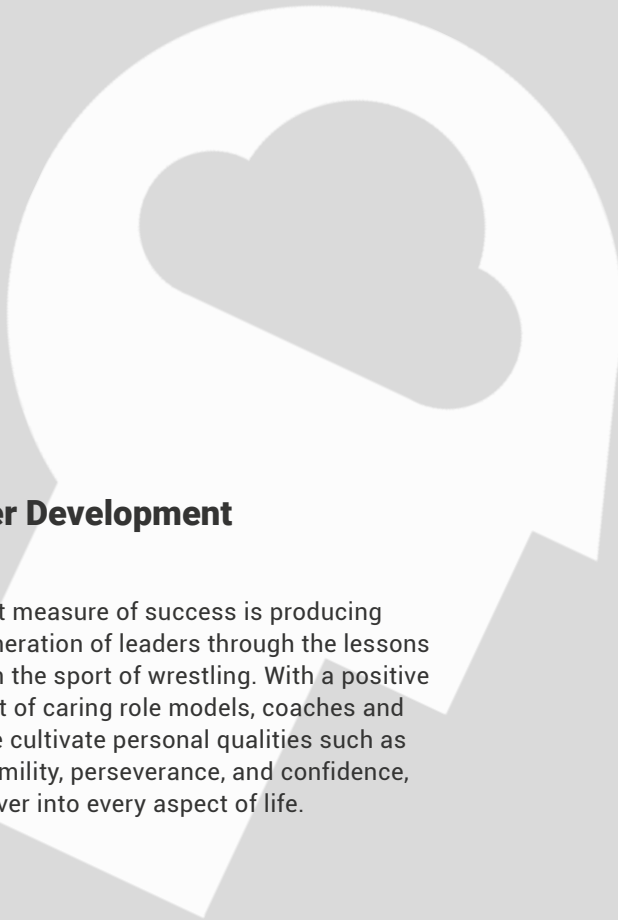 er Development
t measure of success is producing
neration of leaders through the lessons
n the sport of wrestling. With a positive
t of caring role models, coaches and
e cultivate personal qualities such as
mility, perseverance, and confidence,
ver into every aspect of life.